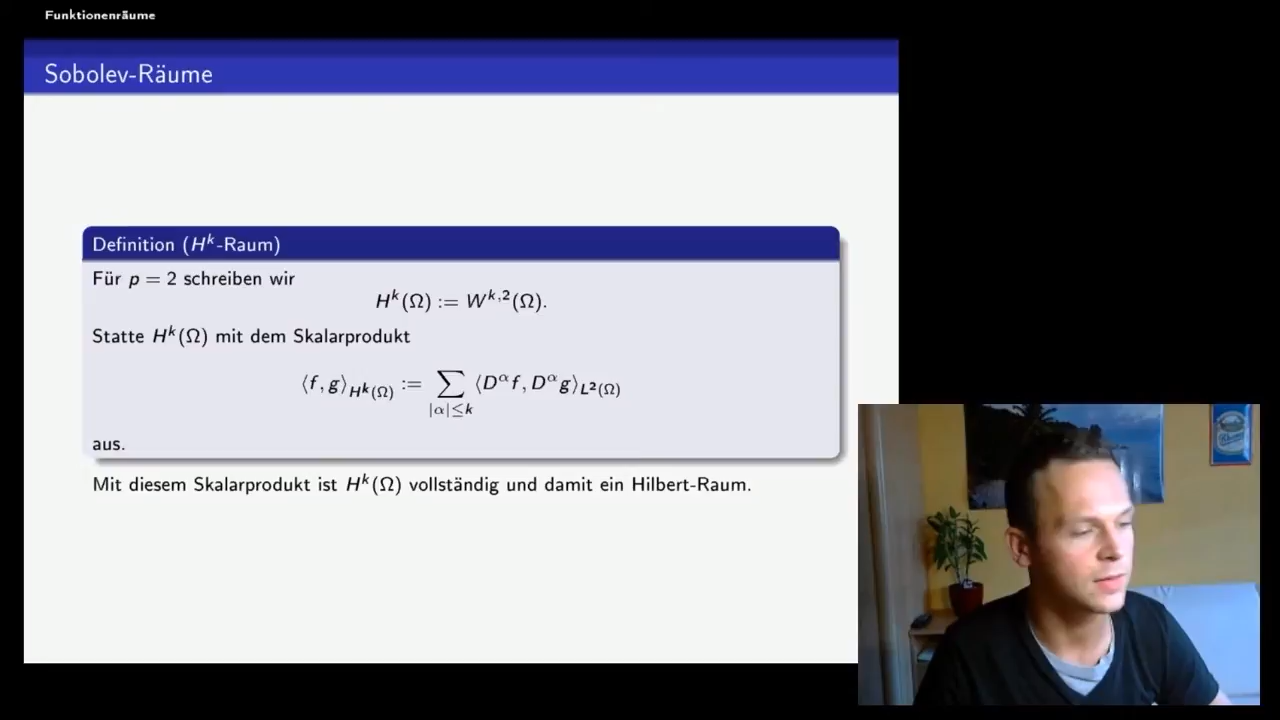 Funktionenräume
Sobolev-Räume
Definition (H^k-Raum)
Für p = 2 schreiben wir
H^k(Ω) := W^{k,2}(Ω).
Statte H^k(Ω) mit dem Skalarprodukt
⟨f, g⟩_{H^k(Ω)} := ∑_{|α|≤k} ⟨D^α f, D^α g⟩_{L^2(Ω)}
aus.
Mit diesem Skalarprodukt ist H^k(Ω) vollständig und damit ein Hilbert-Raum.